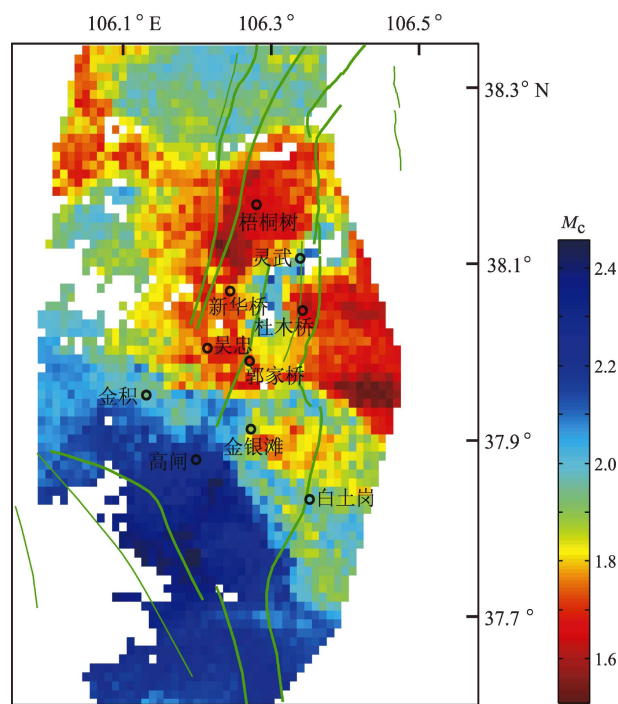 106.1° E
106.3°
106.5°
38.3° N
梧桐树
Mc
灵武
38.1°
2.4
新华桥
杜木桥
2.2
吴忠
郭家桥
金积
37.9°
金银滩
2.0
高闸
白土岗
1.8
37.7°
1.6